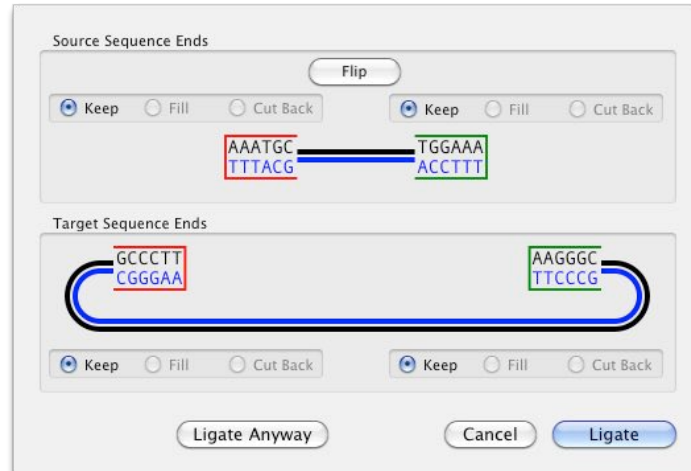 Source Sequence Ends
Flip
Keep Fill Cut Back Keep Fill Cut Back
AAATGC TGGAAA
TTTACG ACCTTT
Target Sequence Ends
GCCCTT AAGGGC
CGGGAA TTCCCG
Keep Fill Cut Back Keep Fill Cut Back
Ligate Anyway Cancel Ligate